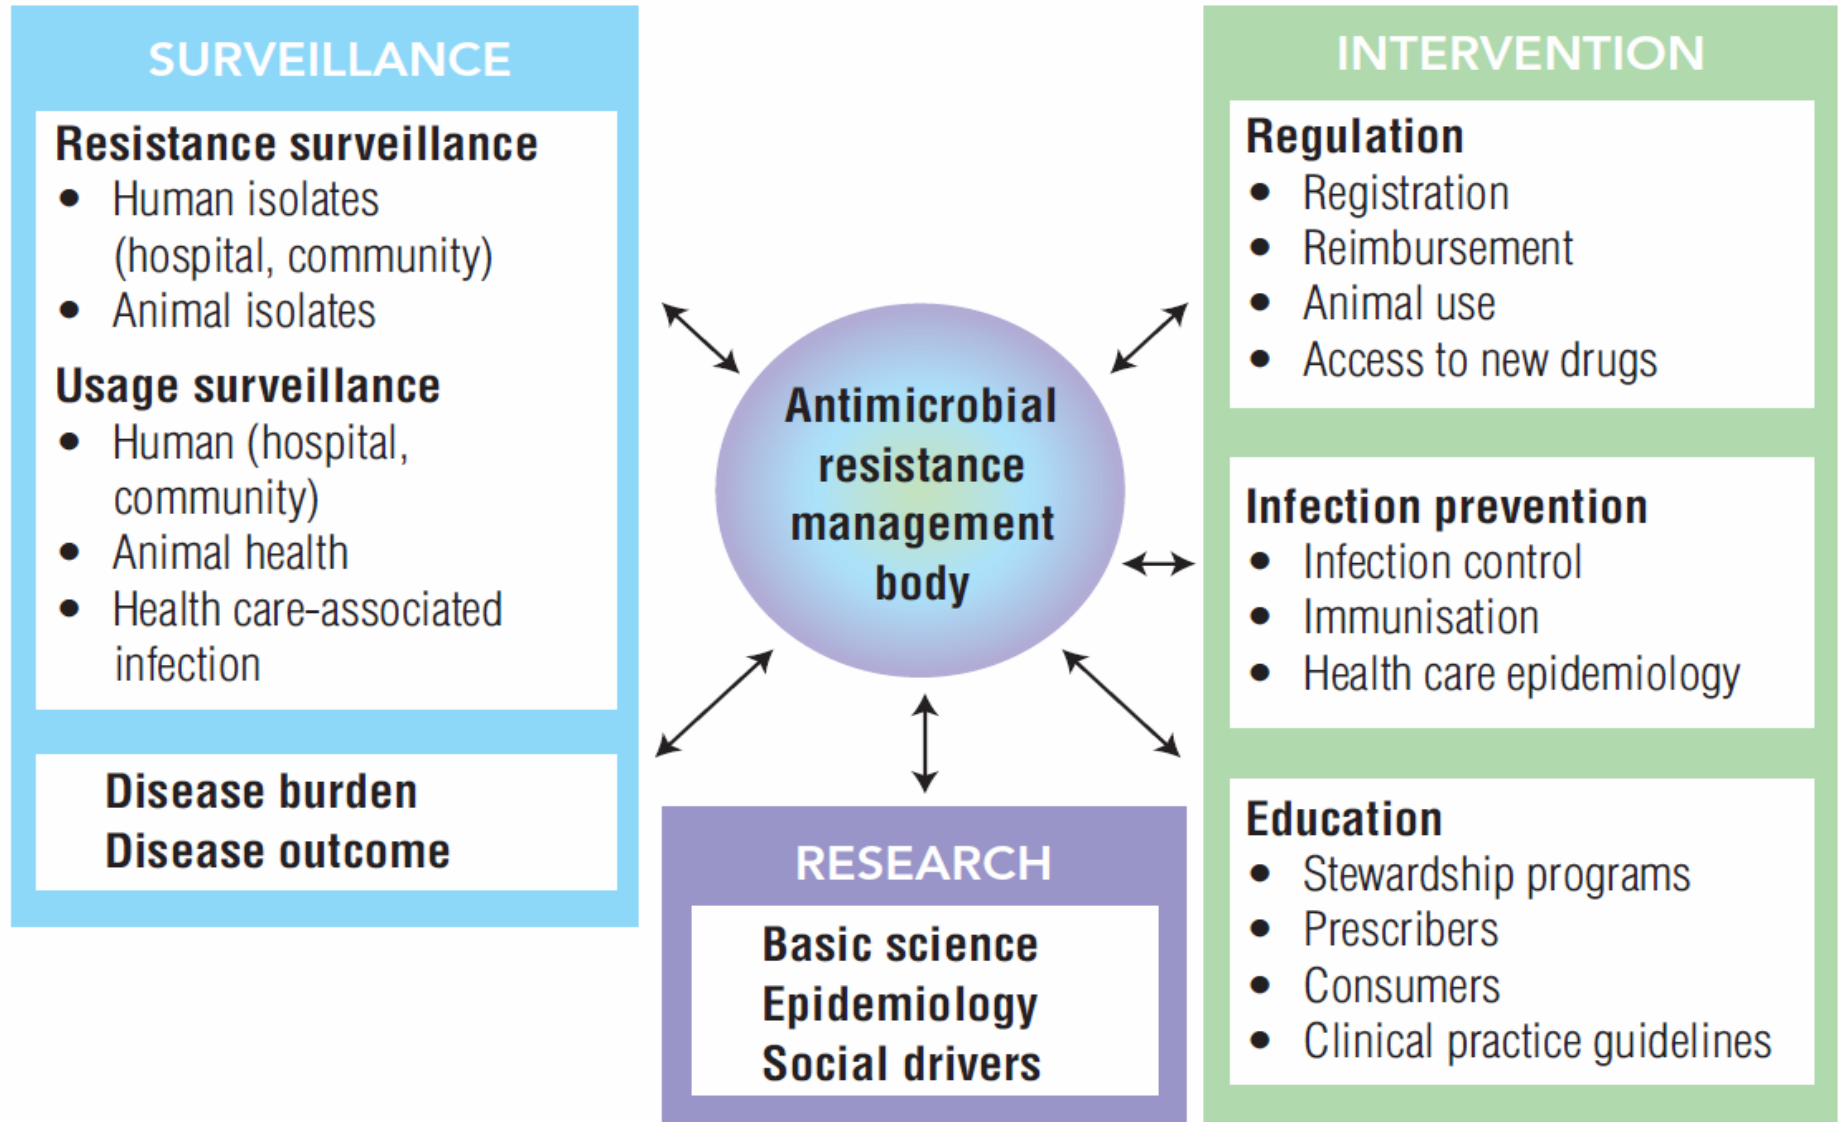 SURVEILLANCE
Resistance surveillance
• Human isolates
(hospital, community)
• Animal isolates
Usage surveillance
• Human (hospital,
community)
• Animal health
• Health care-associated
infection
Disease burden
Disease outcome
Antimicrobial
resistance
management
body
RESEARCH
Basic science
Epidemiology
Social drivers
INTERVENTION
Regulation
• Registration
• Reimbursement
• Animal use
• Access to new drugs
Infection prevention
• Infection control
• Immunisation
• Health care epidemiology
Education
• Stewardship programs
• Prescribers
• Consumers
• Clinical practice guidelines